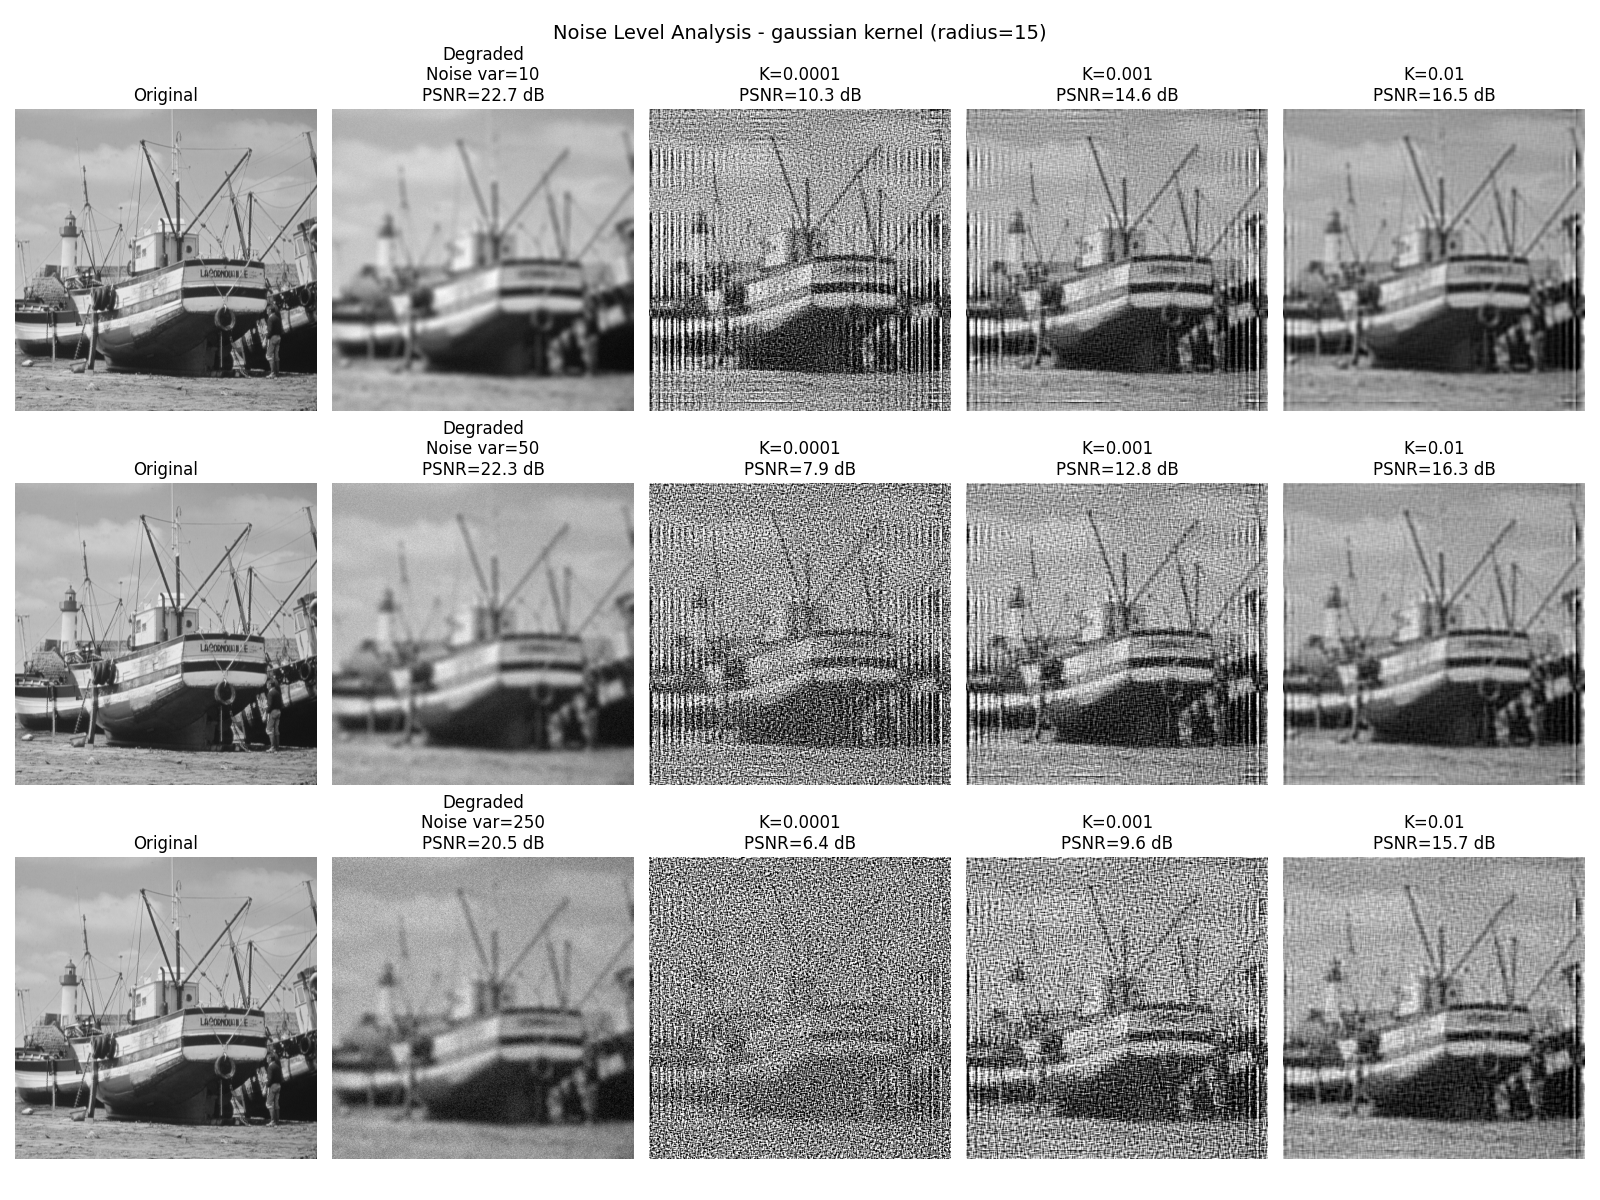 Noise Level Analysis - gaussian kernel (radius=15)
Original
Degraded
Noise var=10
PSNR=22.7 dB
K=0.0001
PSNR=10.3 dB
K=0.001
PSNR=14.6 dB
K=0.01
PSNR=16.5 dB
Original
Degraded
Noise var=50
PSNR=22.3 dB
K=0.0001
PSNR=7.9 dB
K=0.001
PSNR=12.8 dB
K=0.01
PSNR=16.3 dB
Original
Degraded
Noise var=250
PSNR=20.5 dB
K=0.0001
PSNR=6.4 dB
K=0.001
PSNR=9.6 dB
K=0.01
PSNR=15.7 dB